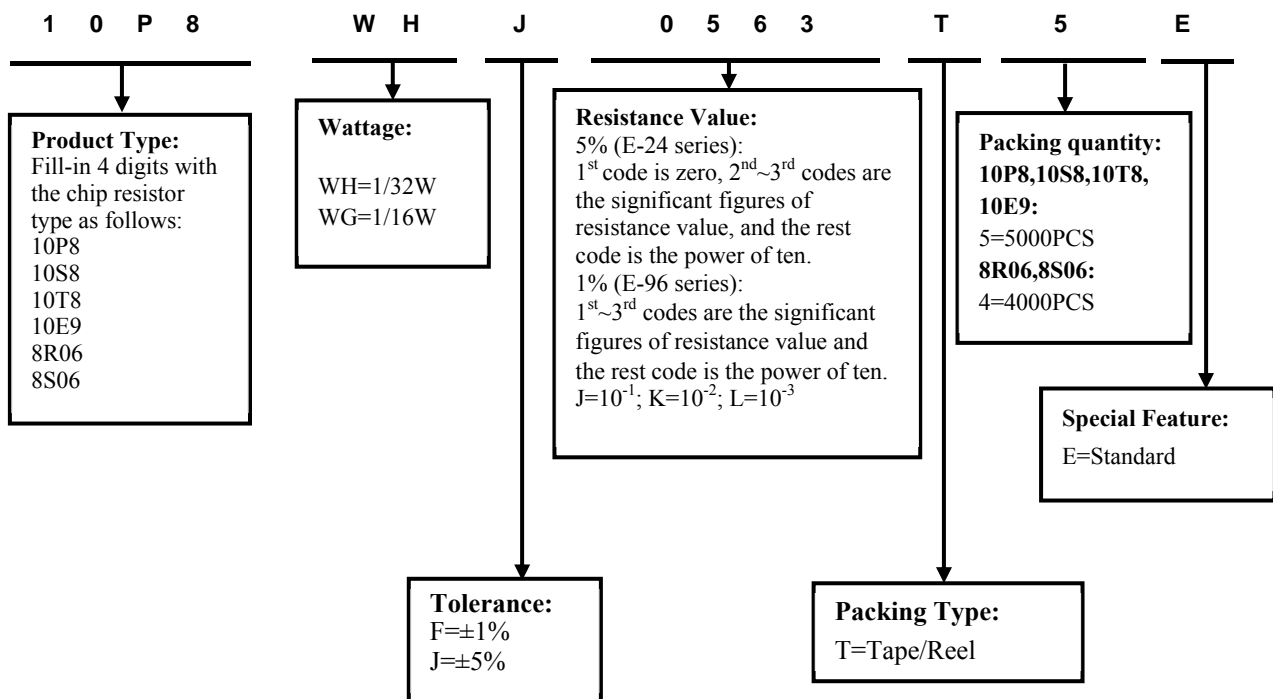 1 0 P 8 W H J 0 5 6 3 T 5 E
Product Type:
Fill-in 4 digits with
the chip resistor
type as follows:
10P8
10S8
10T8
10E9
8R06
8S06
Wattage:
WH=1/32W
WG=1/16W
Resistance Value:
5% (E-24 series):
1st code is zero, 2nd~3rd codes are
the significant figures of
resistance value, and the rest
code is the power of ten.
1% (E-96 series):
1st~3rd codes are the significant
figures of resistance value and
the rest code is the power of ten.
J=10-1; K=10-2; L=10-3
Packing quantity:
10P8,10S8,10T8,
10E9:
5=5000PCS
8R06,8S06:
4=4000PCS
Special Feature:
E=Standard
Tolerance:
F=±1%
J=±5%
Packing Type:
T=Tape/Reel